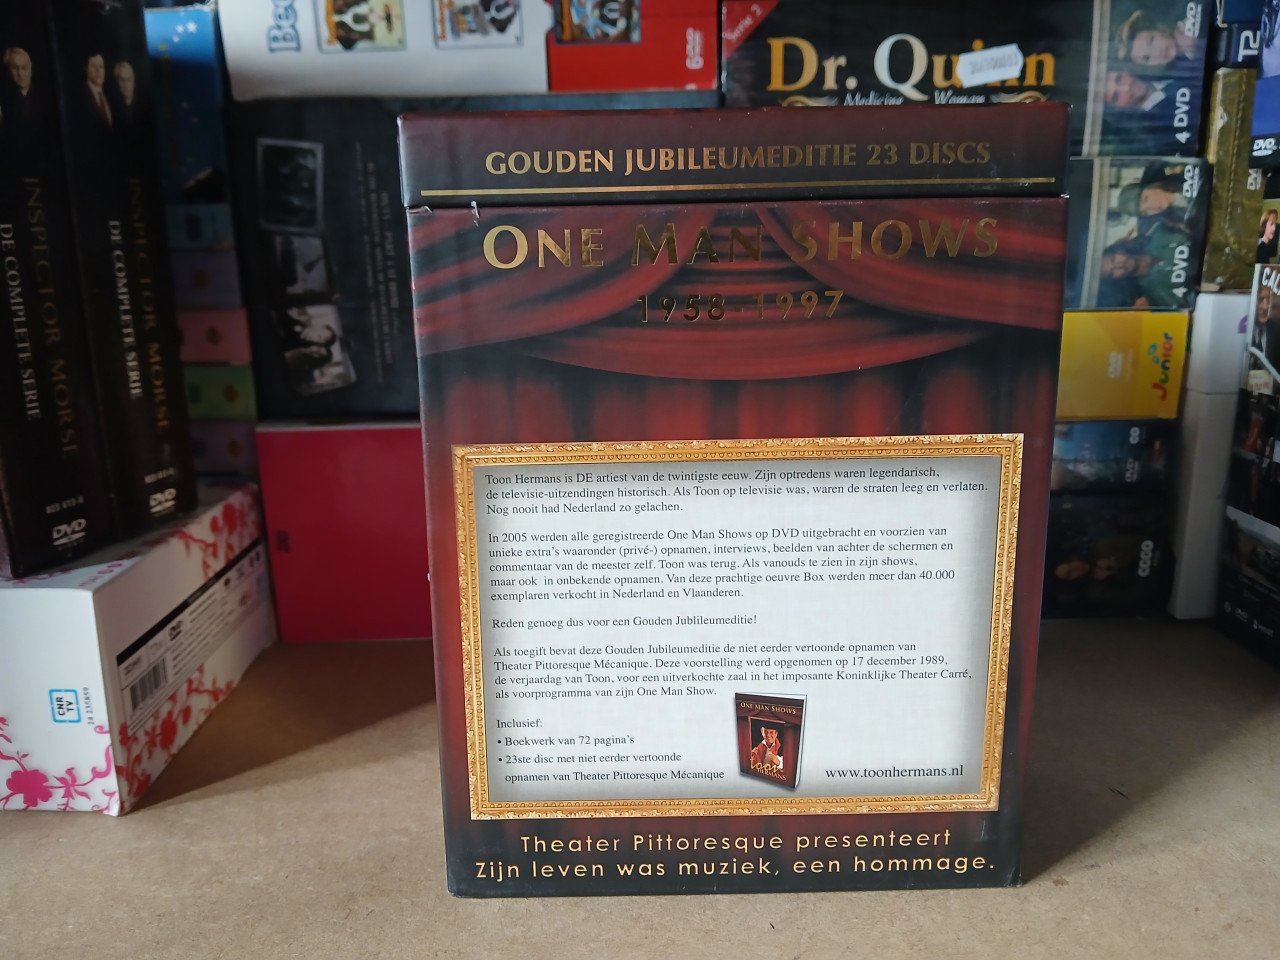 Dr. Quinn
Medicine Woman
Serie 2
4 DVD
4 DVD
INSPECTOR MORSE
DE COMPLETE SERIE
INSPECTOR MORSE
DE COMPLETE SERIE
DVD
DVD
DVD
Junior
CNR
TV
GOUDEN JUBILEUMEDITIE 23 DISCS
ONE MAN SHOWS
1958-1997
Toon Hermans is DE artiest van de twintigste eeuw. Zijn optredens waren legendarisch,
de televisie-uitzendingen historisch. Als Toon op televisie was, waren de straten leeg en verlaten.
Nog nooit had Nederland zo gelachen.
In 2005 werden alle geregistreerde One Man Shows op DVD uitgebracht en voorzien van
unieke extra's waaronder (privé-) opnamen, interviews, beelden van achter de schermen en
commentaar van de meester zelf. Toon was terug. Als vanouds te zien in zijn shows,
maar ook in onbekende opnamen. Van deze prachtige oeuvre Box werden meer dan 40.000
exemplaren verkocht in Nederland en Vlaanderen.
Reden genoeg dus voor een Gouden Jublileumeditie!
Als toegift bevat deze Gouden Jubileumeditie de niet eerder vertoonde opnamen van
Theater Pittoresque Mécanique. Deze voorstelling werd opgenomen op 17 december 1989,
de verjaardag van Toon, voor een uitverkochte zaal in het imposante Koninklijke Theater Carré,
als voorprogramma van zijn One Man Show.
Inclusief:
• Boekwerk van 72 pagina's
• 23ste disc met niet eerder vertoonde
opnamen van Theater Pittoresque Mécanique
ONE MAN SHOWS
toon
HERMANS
www.toonhermans.nl
Theater Pittoresque presenteert
Zijn leven was muziek, een hommage.